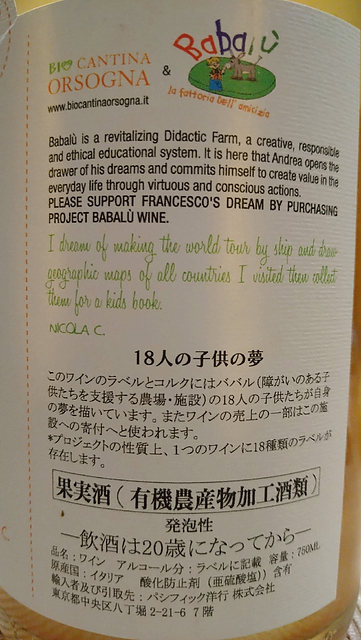 BIO CANTINA
ORSOGNA
&
Babalù
la fattoria dell'amicizia
www.biocantinaorsogna.it
Babalù is a revitalizing Didactic Farm, a creative, responsible
and ethical educational system. It is here that Andrea opens the
drawer of his dreams and commits himself to create value in the
everyday life through virtuous and conscious actions.
PLEASE SUPPORT FRANCESCO'S DREAM BY PURCHASING
PROJECT BABALÙ WINE.
I dream of making the world tour by ship and draw
geographic maps of all countries I visited then collect
them for a kids book.
NICOLA C.
18人の子供の夢
このワインのラベルとコルクにはババル(障がいのある子
供たちを支援する農場・施設)の18人の子供たちが自身
の夢を描いています。またワインの売上の一部はこの施
設への寄付へと使われます。
*プロジェクトの性質上、1つのワインに18種類のラベルが
存在します。
果実酒(有機農産物加工酒類)
発泡性
―飲酒は20歳になってから―
品名:ワイン アルコール分:ラベルに記載 容量:750ML
原産国:イタリア 酸化防止剤(亜硫酸塩))含有
輸入者及び引取先:パシフィック洋行 株式会社
東京都中央区八丁堀 2-21-6 7階
C.